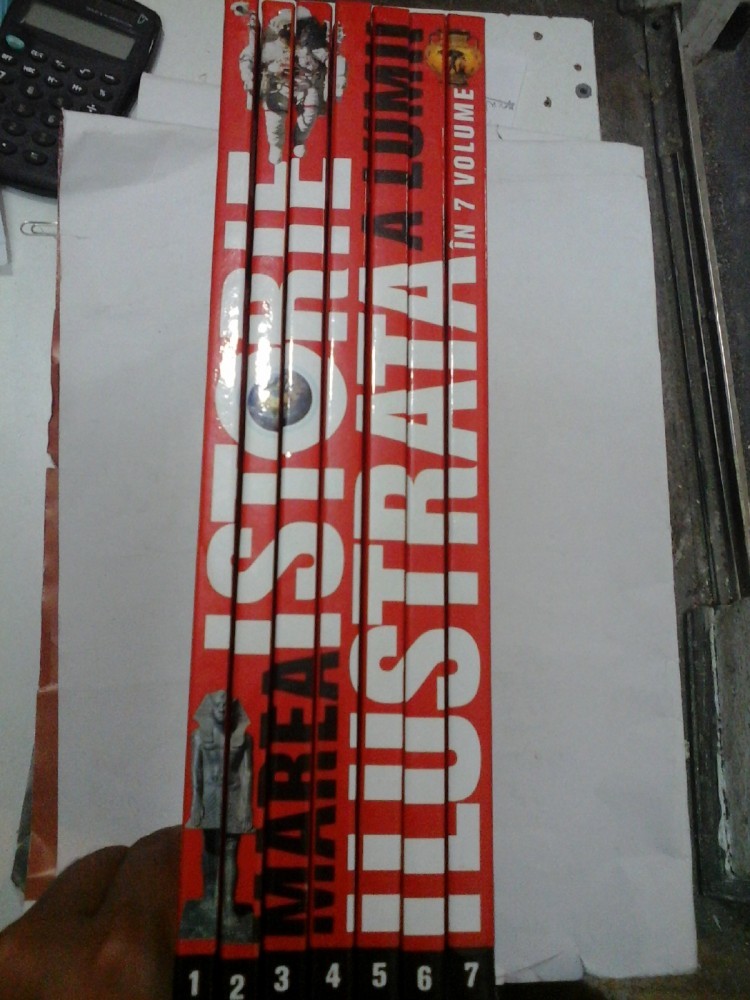 MAREA ISTORIE
ILUSTRATĂ A LUMII
ÎN 7 VOLUME
1 2 3 4 5 6 7